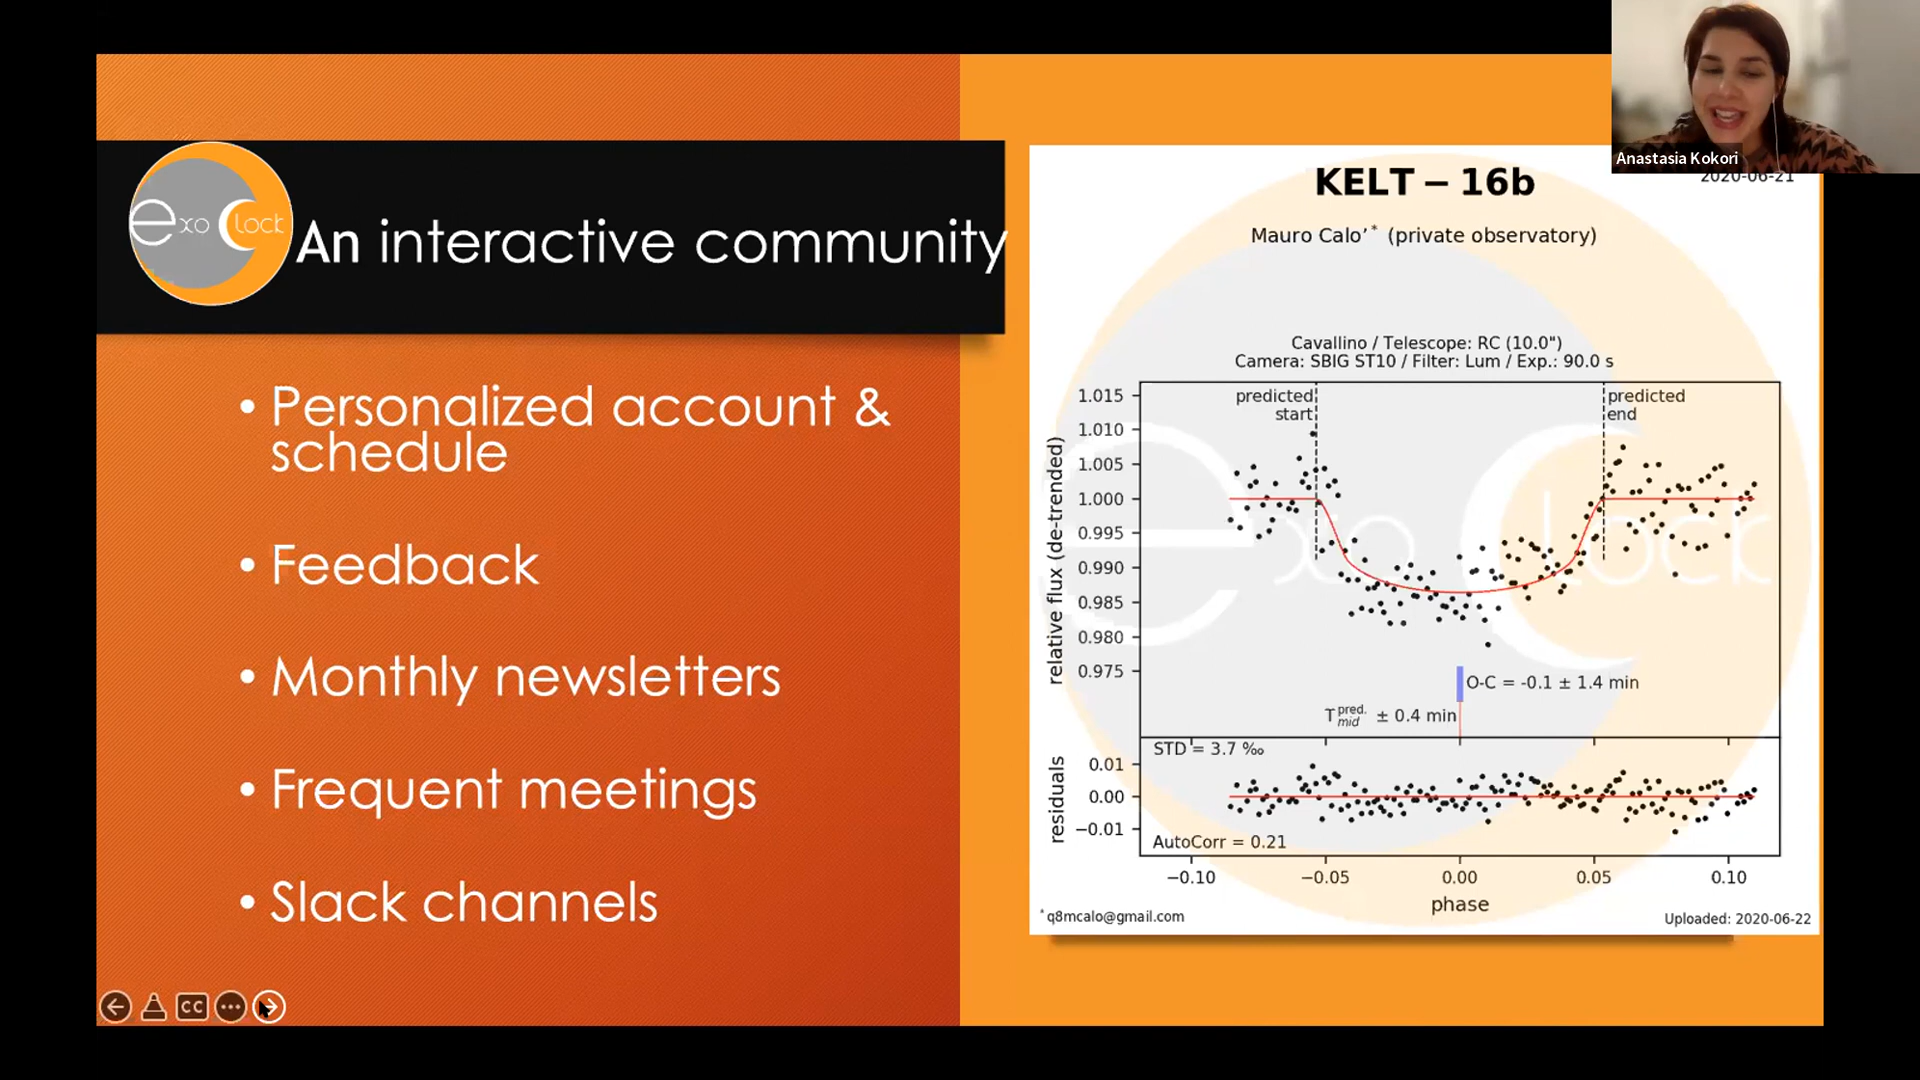 Anastasia Kokori
exo Clock
An interactive community
• Personalized account &
schedule
• Feedback
• Monthly newsletters
• Frequent meetings
• Slack channels
CC
2020-06-21
KELT – 16b
Mauro Calo’* (private observatory)
Cavallino / Telescope: RC (10.0")
Camera: SBIG ST10 / Filter: Lum / Exp.: 90.0 s
predicted
start
predicted
end
1.015
1.010
1.005
1.000
0.995
0.990
0.985
0.980
0.975
relative flux (de-trended)
exo Clock
O-C = -0.1 ± 1.4 min
T pred. mid ± 0.4 min
STD = 3.7 ‰
0.01
0.00
−0.01
residuals
AutoCorr = 0.21
−0.10 −0.05 0.00 0.05 0.10
phase
*q8mcalo@gmail.com
Uploaded: 2020-06-22